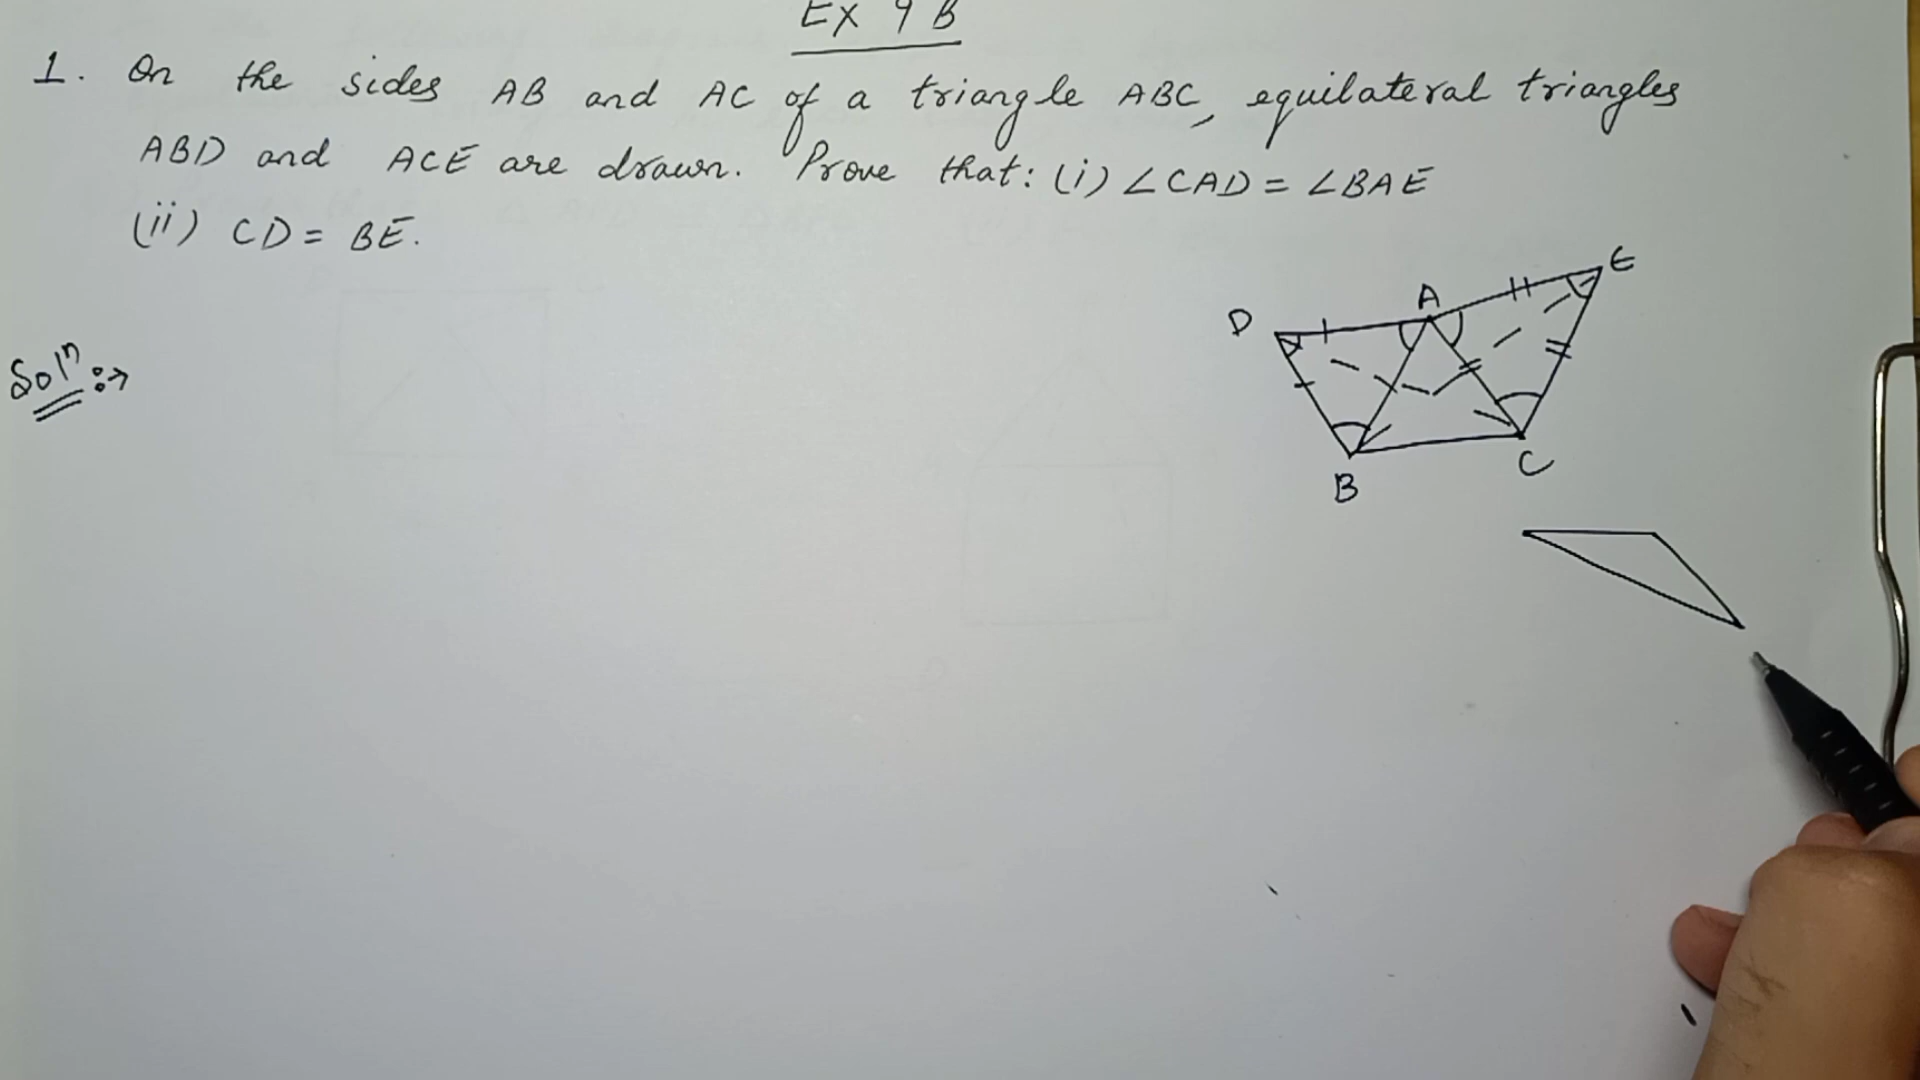 Ex 9 B
1. On the sides AB and AC of a triangle ABC, equilateral triangles
ABD and ACE are drawn. Prove that: (i) ∠CAD = ∠BAE
(ii) CD = BE.
E
A
D
Solⁿ :→
C
B